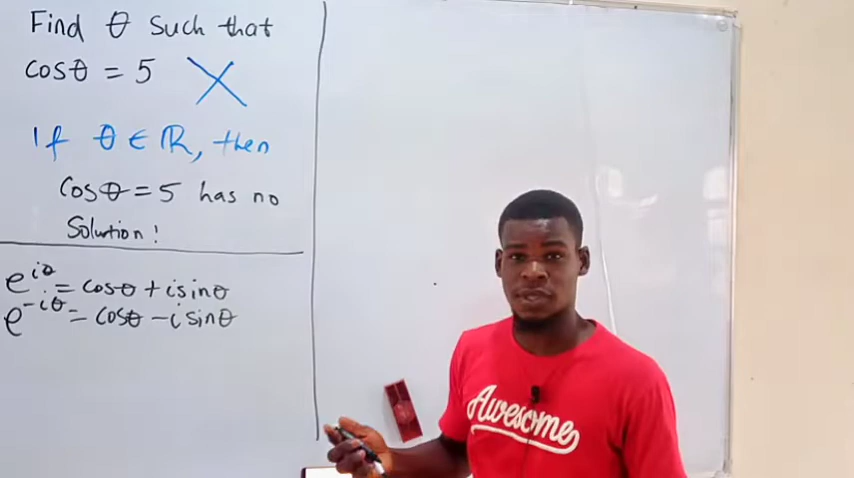 Find θ such that
cosθ = 5
If θ ∈ ℝ, then
cosθ = 5 has no
Solution!
e^{iθ} = cosθ + isinθ
e^{-iθ} = cosθ - isinθ
Awesome